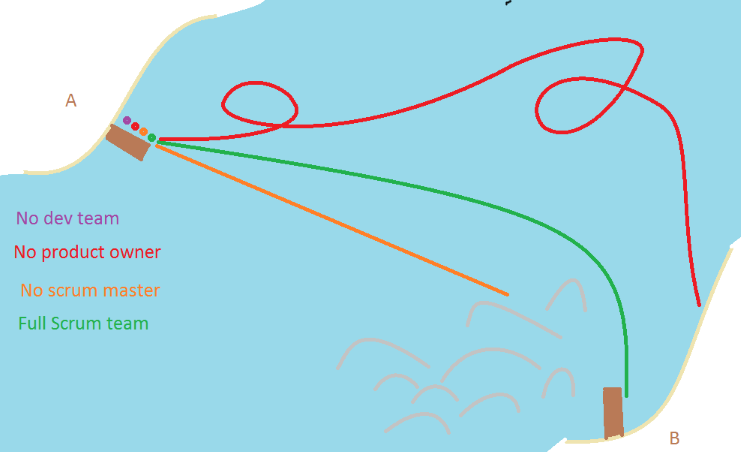 A
No dev team
No product owner
No scrum master
Full Scrum team
B